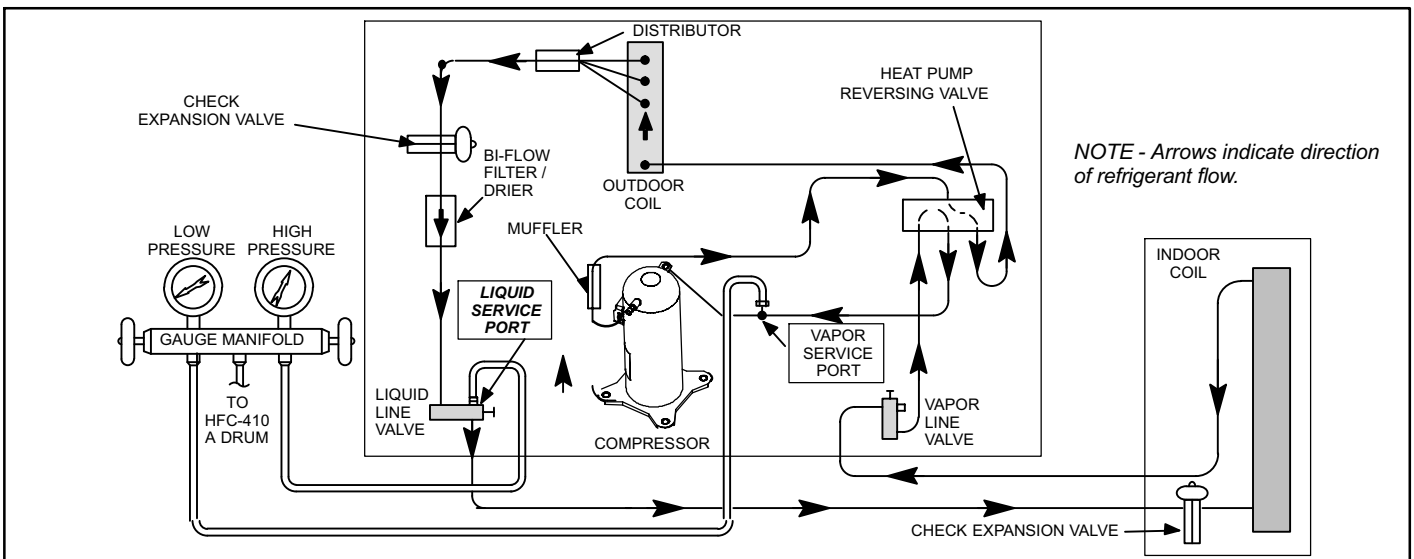 DISTRIBUTOR
HEAT PUMP
REVERSING VALVE
CHECK
EXPANSION VALVE
BI-FLOW
FILTER /
DRIER
OUTDOOR
COIL
NOTE - Arrows indicate direction
of refrigerant flow.
MUFFLER
LOW
PRESSURE
HIGH
PRESSURE
INDOOR
COIL
LIQUID
SERVICE
PORT
GAUGE MANIFOLD
VAPOR
SERVICE
PORT
TO
HFC-410
A DRUM
LIQUID
LINE
VALVE
COMPRESSOR
VAPOR
LINE
VALVE
CHECK EXPANSION VALVE